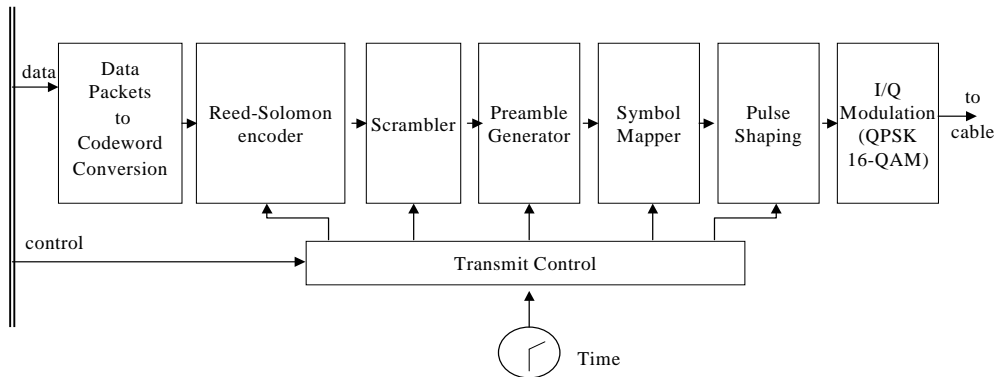 data
Data
Packets
to
Codeword
Conversion
Reed-Solomon
encoder
Scrambler
Preamble
Generator
Symbol
Mapper
Pulse
Shaping
I/Q
Modulation
(QPSK
16-QAM)
to
cable
control
Transmit Control
Time